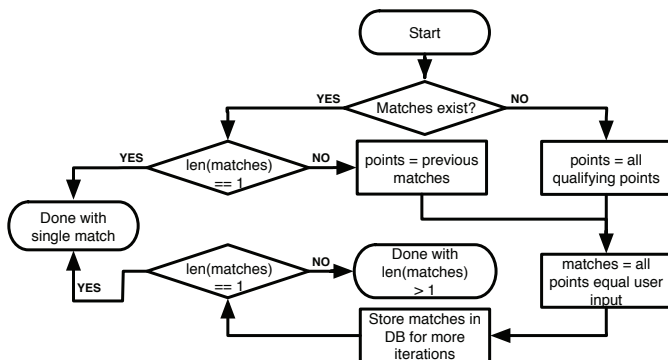 Start
YES
Matches exist?
NO
YES
len(matches)
== 1
NO
points = previous
matches
points = all
qualifying points
Done with
single match
len(matches)
== 1
NO
Done with
len(matches)
> 1
matches = all
points equal user
input
YES
Store matches in
DB for more
iterations